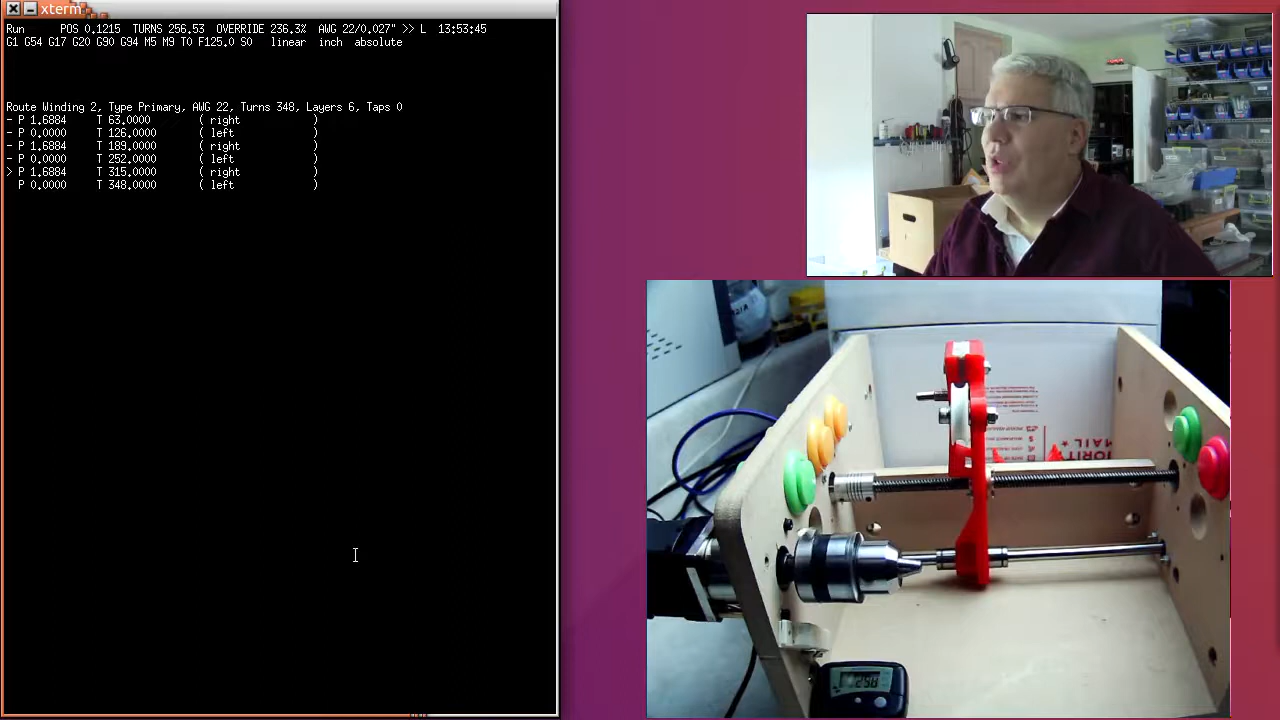 xterm
Run POS 0.1215 TURNS 256.53 OVERRIDE 236.3% AWG 22/0.027" >> L 13:53:45
G1 G54 G17 G20 G90 G94 M5 M9 T0 F125.0 S0 linear inch absolute
Route Winding 2, Type Primary, AWG 22, Turns 348, Layers 6, Taps 0
- P 1.6884 T 63.0000 ( right )
- P 0.0000 T 126.0000 ( left )
- P 1.6884 T 189.0000 ( right )
- P 0.0000 T 252.0000 ( left )
> P 1.6884 T 315.0000 ( right )
P 0.0000 T 348.0000 ( left )
MAIL